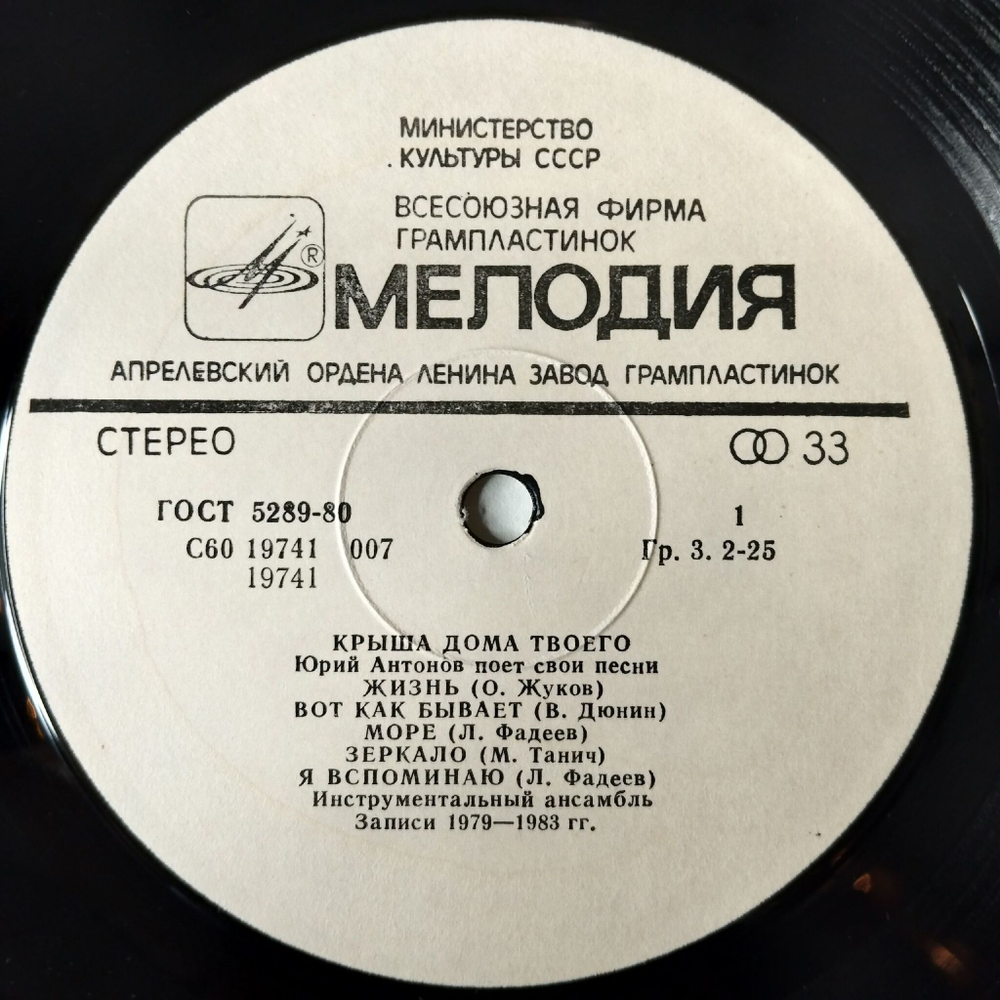 МИНИСТЕРСТВО
КУЛЬТУРЫ СССР
ВСЕСОЮЗНАЯ ФИРМА
ГРАМПЛАСТИНОК
®
МЕЛОДИЯ
АПРЕЛЕВСКИЙ ОРДЕНА ЛЕНИНА ЗАВОД ГРАМПЛАСТИНОК
СТЕРЕО 33
ГОСТ 5289-80 1
С60 19741 007 Гр. 3. 2-25
19741
КРЫША ДОМА ТВОЕГО
Юрий Антонов поет свои песни
ЖИЗНЬ (О. Жуков)
ВОТ КАК БЫВАЕТ (В. Дюнин)
МОРЕ (Л. Фадеев)
ЗЕРКАЛО (М. Танич)
Я ВСПОМИНАЮ (Л. Фадеев)
Инструментальный ансамбль
Записи 1979—1983 гг.